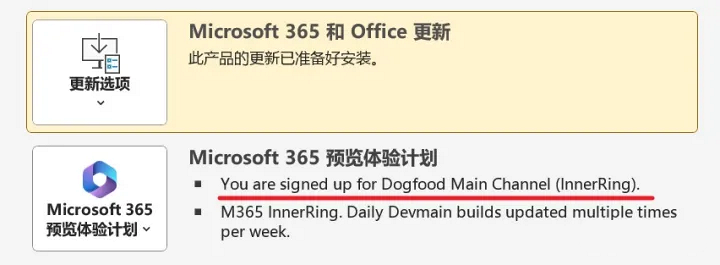 Microsoft 365 和 Office 更新
此产品的更新已准备好安装。
更新选项
Microsoft 365 预览体验计划
You are signed up for Dogfood Main Channel (InnerRing).
M365 InnerRing. Daily Devmain builds updated multiple times
per week.
Microsoft 365
预览体验计划